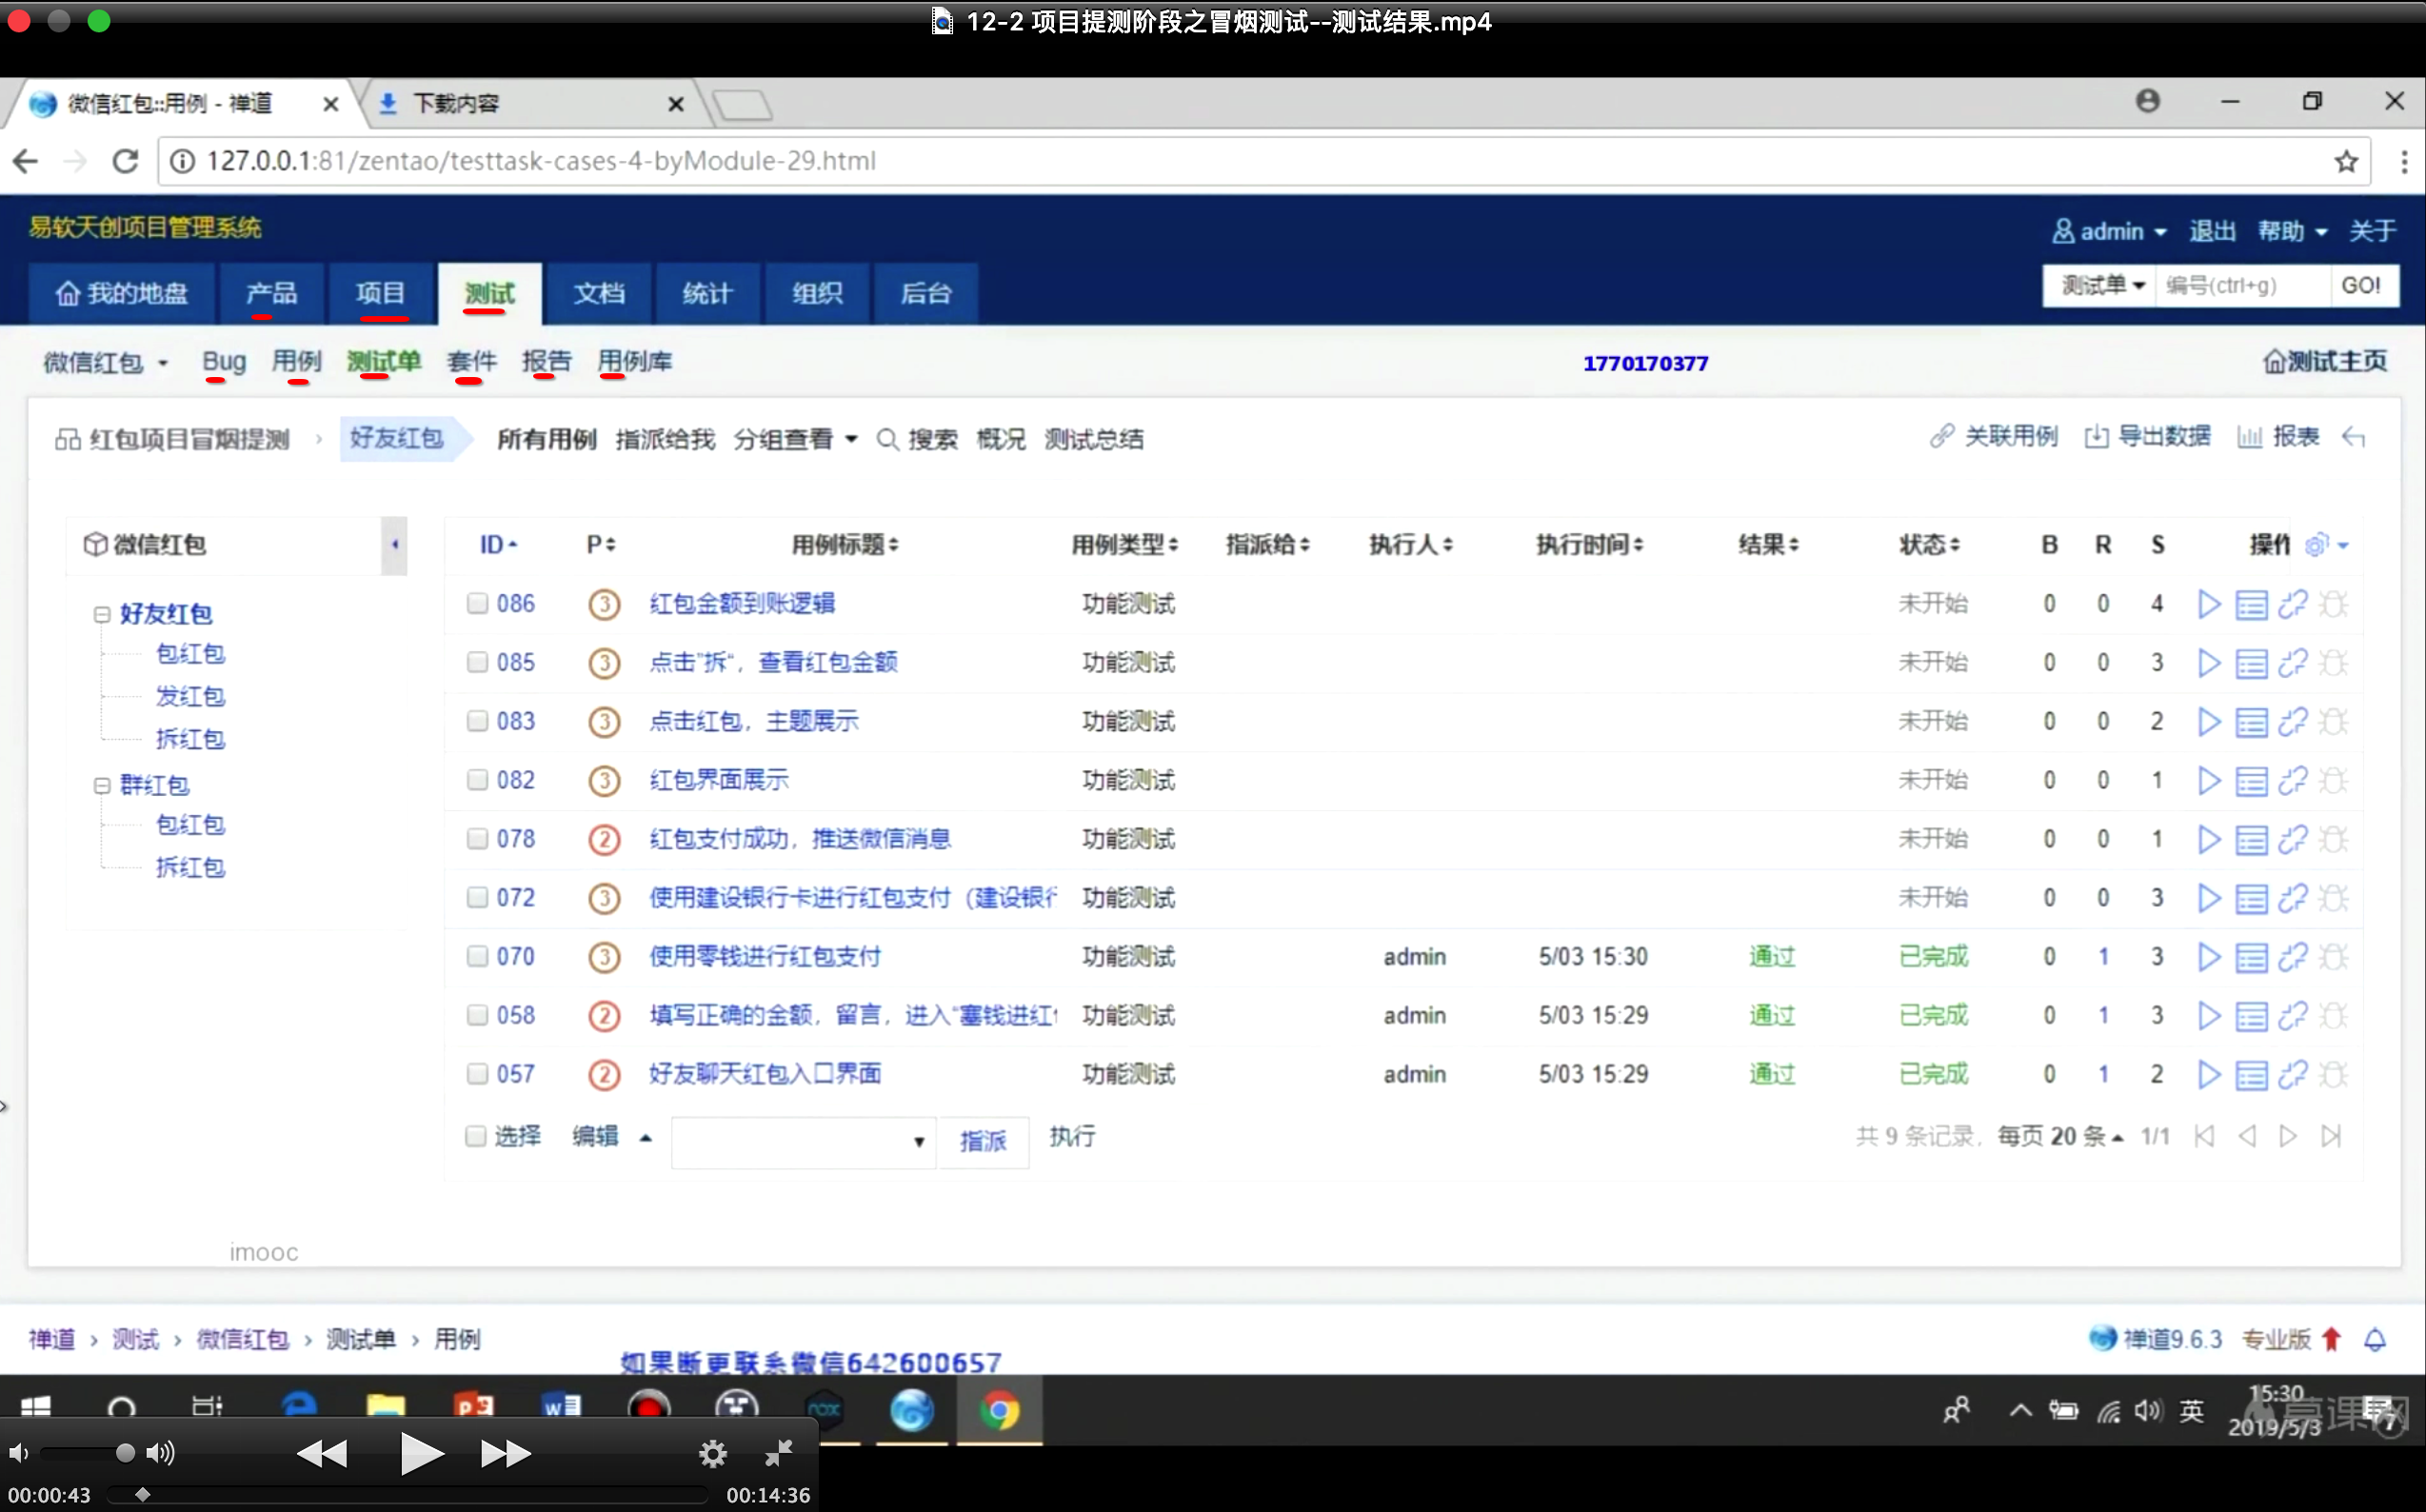 12-2 项目提测阶段之冒烟测试--测试结果.mp4
微信红包::用例 - 禅道 下载内容
127.0.0.1:81/zentao/testtask-cases-4-byModule-29.html
易软天创项目管理系统 admin 退出 帮助 关于
我的地盘 产品 项目 测试 文档 统计 组织 后台 测试单 编号(ctrl+g) GO!
微信红包 Bug 用例 测试单 套件 报告 用例库 1770170377 测试主页
红包项目冒烟提测 好友红包 所有用例 指派给我 分组查看 搜索 概况 测试总结 关联用例 导出数据 报表
微信红包
好友红包
包红包
发红包
拆红包
群红包
包红包
拆红包
ID P 用例标题 用例类型 指派给 执行人 执行时间 结果 状态 B R S 操作
086 3 红包金额到账逻辑 功能测试 未开始 0 0 4
085 3 点击"拆“，查看红包金额 功能测试 未开始 0 0 3
083 3 点击红包，主题展示 功能测试 未开始 0 0 2
082 3 红包界面展示 功能测试 未开始 0 0 1
078 2 红包支付成功，推送微信消息 功能测试 未开始 0 0 1
072 3 使用建设银行卡进行红包支付（建设银行 功能测试 未开始 0 0 3
070 3 使用零钱进行红包支付 功能测试 admin 5/03 15:30 通过 已完成 0 1 3
058 2 填写正确的金额，留言，进入“塞钱进红 功能测试 admin 5/03 15:29 通过 已完成 0 1 3
057 2 好友聊天红包入口界面 功能测试 admin 5/03 15:29 通过 已完成 0 1 2
选择 编辑 指派 执行 共 9 条记录， 每页 20 条 1/1
imooc
禅道 › 测试 › 微信红包 › 测试单 › 用例 禅道9.6.3 专业版
如果断更联系微信642600657
nox 英 15:30
2019/5/3 慕课网 7
00:00:43 00:14:36